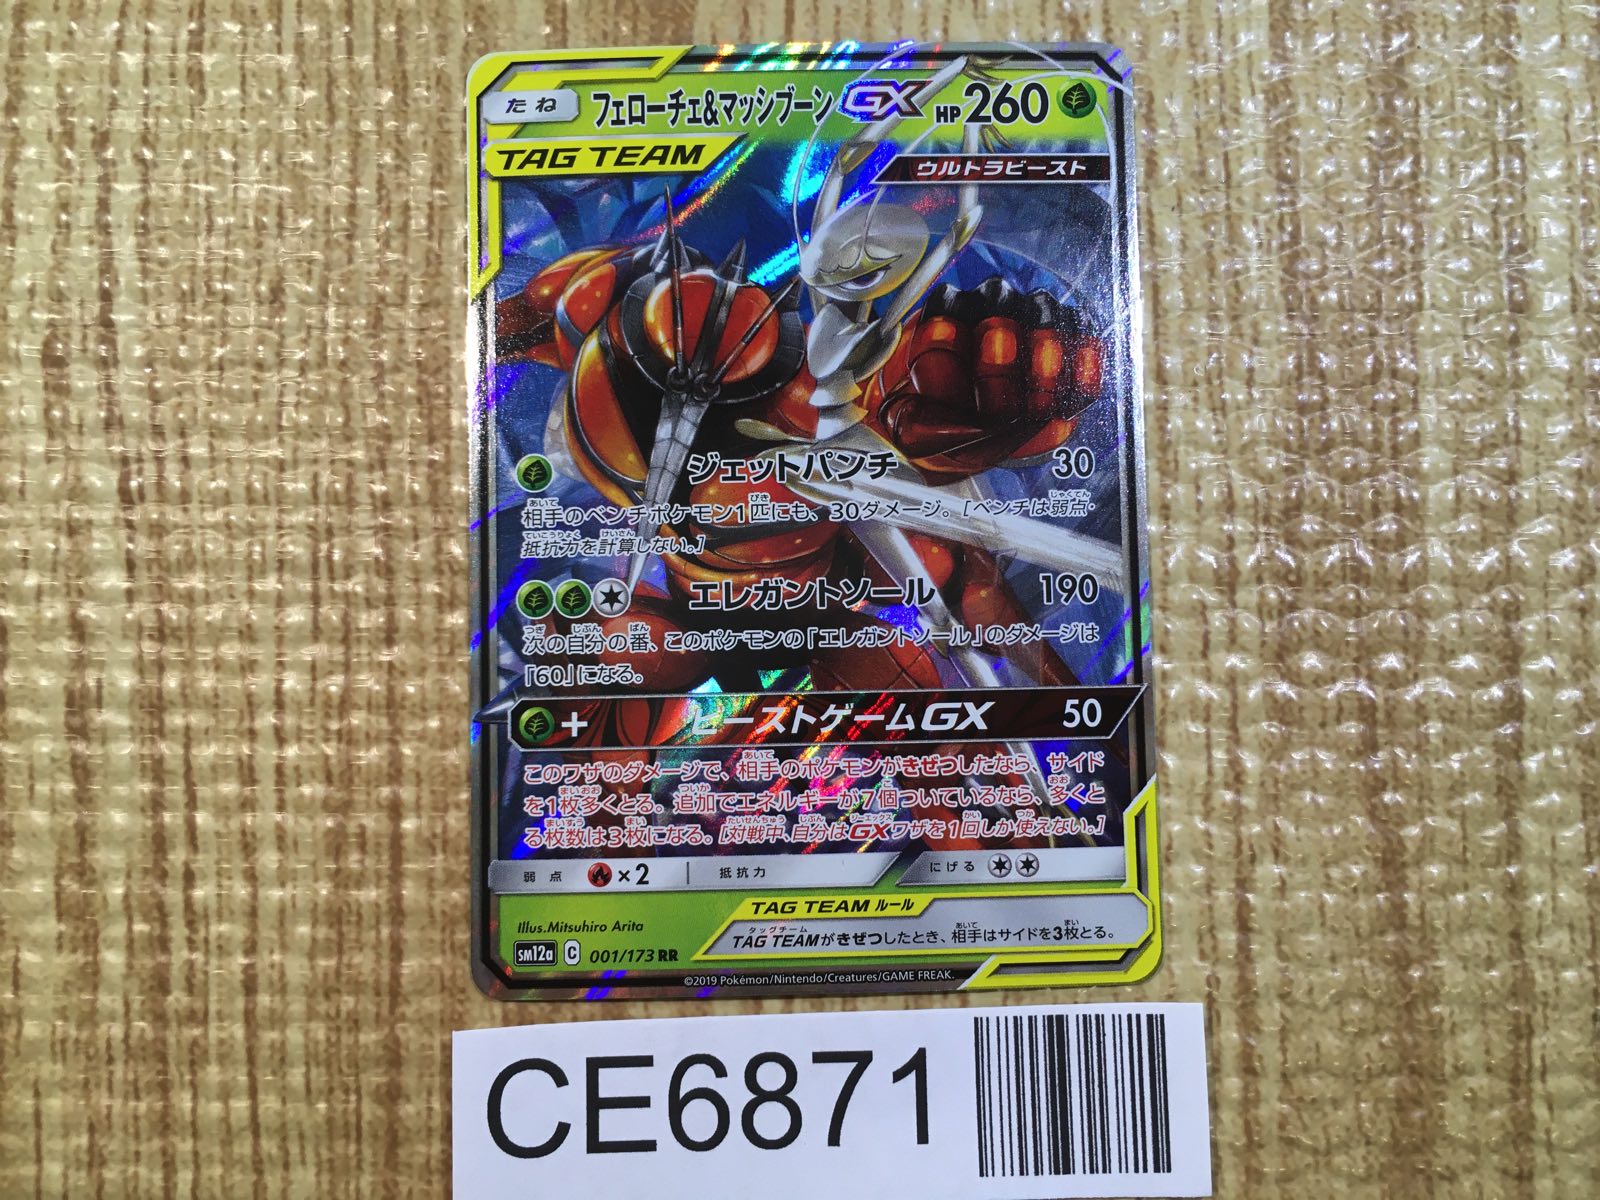 たね フェローチェ&マッシブーンGX HP260
TAG TEAM
ウルトラビースト
ジェットパンチ 30
相手のベンチポケモン1匹にも、30ダメージ。[ベンチは弱点・
抵抗力を計算しない。]
エレガントソール 190
次の自分の番、このポケモンの「エレガントソール」のダメージは
「60」になる。
+ ビーストゲームGX 50
このワザのダメージで、相手のポケモンがきぜつしたなら、サイド
を1枚多くとる。追加でエネルギーが7個ついているなら、多くと
る枚数は3枚になる。[対戦中、自分はGXワザを1回しか使えない。]
弱点 ×2 抵抗力 にげる
TAG TEAM ルール
TAG TEAMがきぜつしたとき、相手はサイドを3枚とる。
Illus.Mitsuhiro Arita
SM12a C 001/173 RR
©2019 Pokémon/Nintendo/Creatures/GAME FREAK.
CE6871